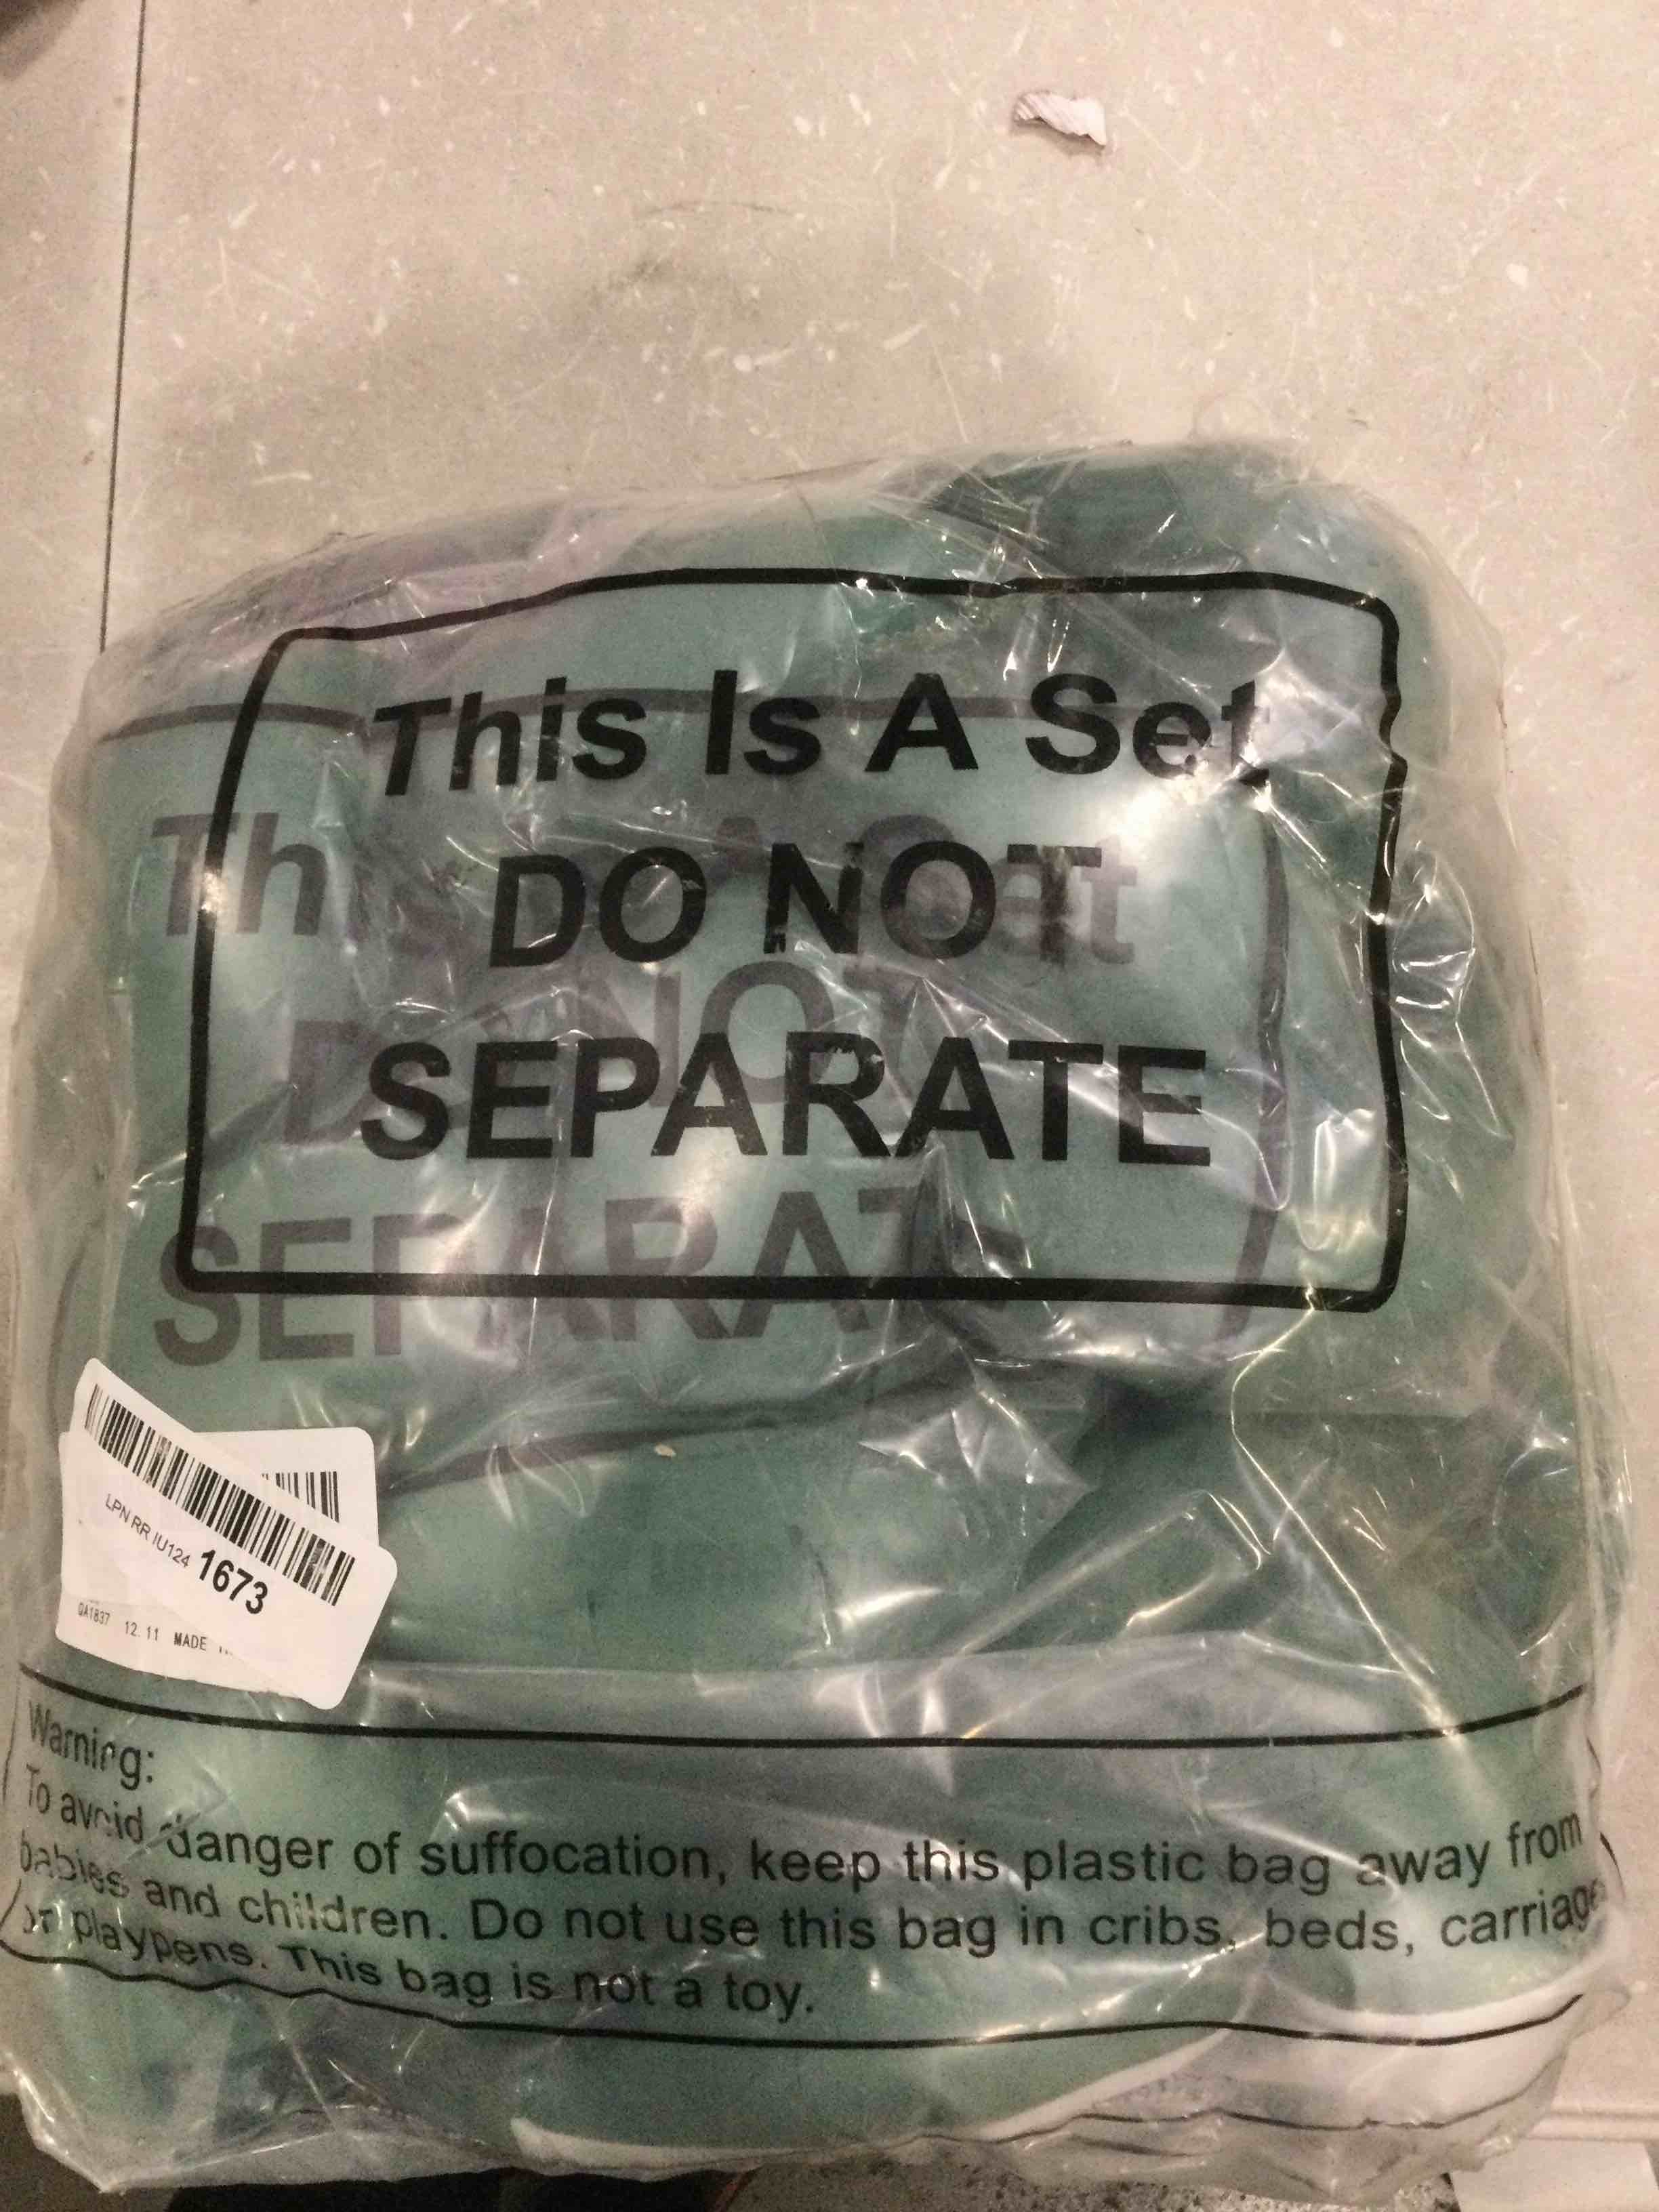 This Is A Set
DO NOT
SEPARATE
LPN RR IU124 1673
QA1837 12.11 MADE
Warning:
To avoid danger of suffocation, keep this plastic bag away from
babies and children. Do not use this bag in cribs, beds, carriage
or playpens. This bag is not a toy.